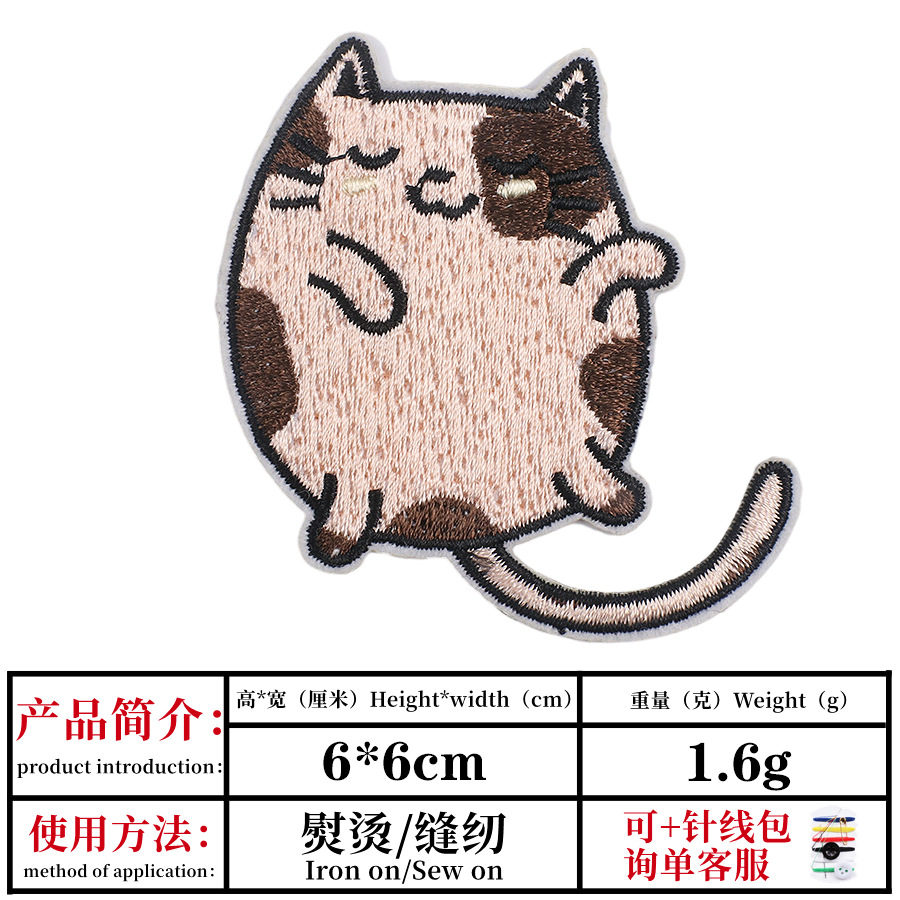 产品简介：
product introduction：
高*宽（厘米）Height*width（cm）
重量（克）Weight（g）
6*6cm
1.6g
使用方法：
method of application：
熨烫/缝纫
Iron on/Sew on
可+针线包
询单客服